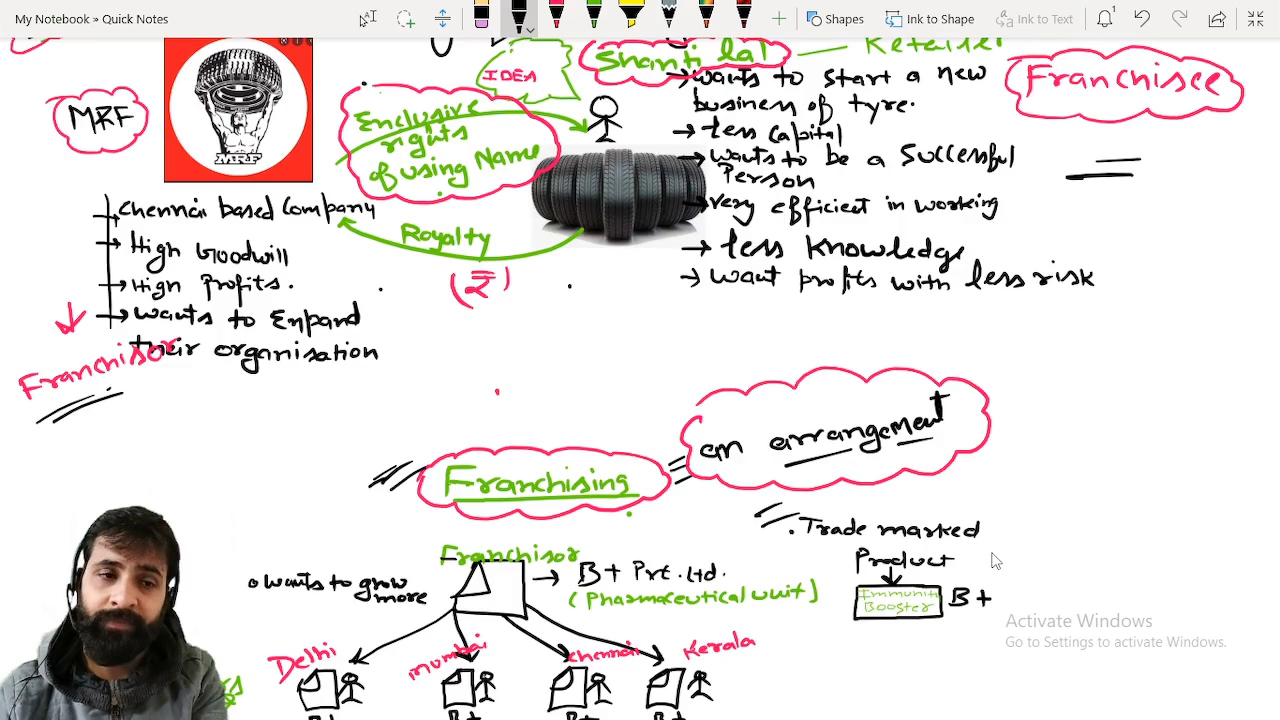 My Notebook » Quick Notes
Shapes
Ink to Shape
Ink to Text
IDEA
Shanti lal
Retailer
Franchisee
MRF
MRF
Exclusive
rights
of using Name
Royalty
(₹)
→ wants to start a new
business of tyre.
→ less Capital
→ wants to be a Successful
Person
→ very efficient in working
→ less Knowledge
→ want profits with less risk
Chennai based Company
→ High Goodwill
→ High Profits.
→ wants to Expand
their organisation
Franchisor
Franchising
=
an arrangement
. Trade marked
Product
Immuniti
Booster
B+
Franchisor
→ B+ Pvt. Ltd.
(Pharmaceutical unit)
o wants to grow
more
Delhi
mumbai
chennai
Kerala
B+
B+
B+
B+
Activate Windows
Go to Settings to activate Windows.